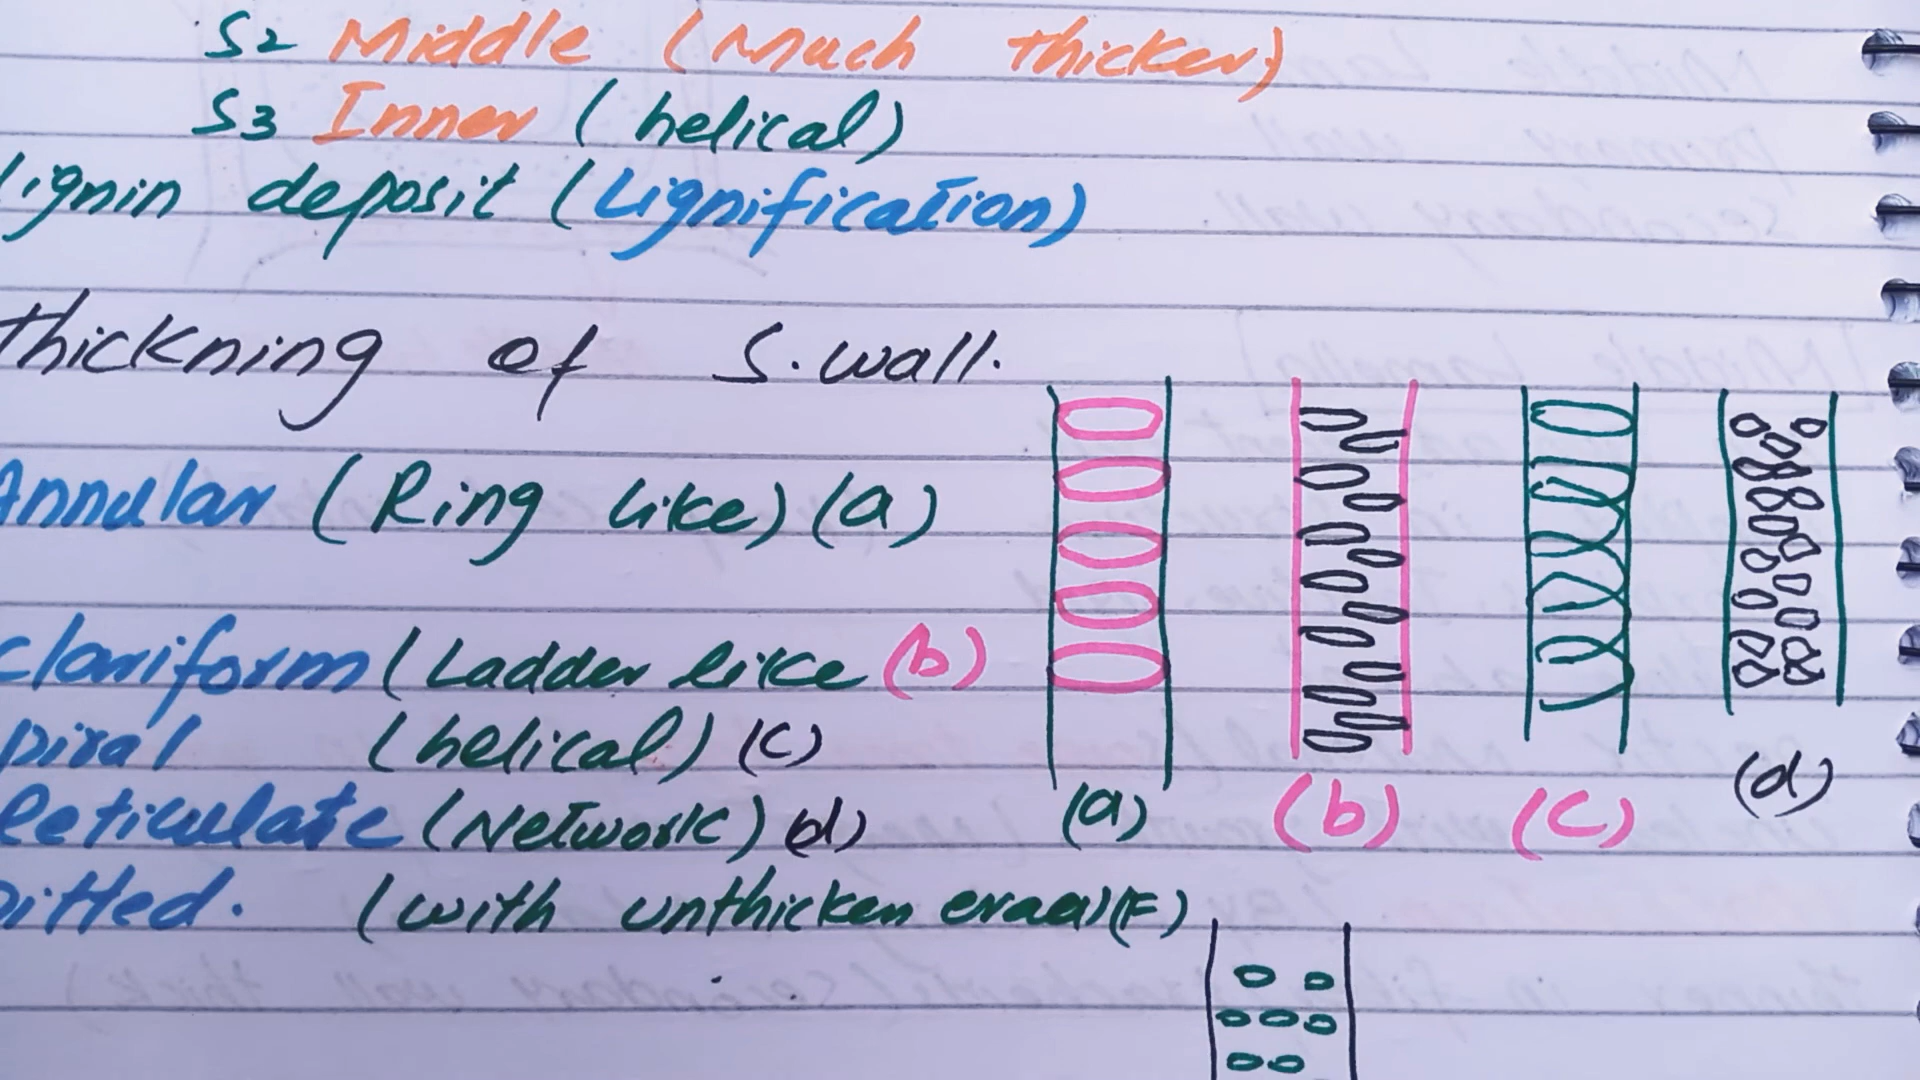 S2 Middle (Much thicker)
S3 Inner (helical)
Lignin deposit (Lignification)
thickning of S. wall.
Annular (Ring like) (a)
clariform (Ladder like (b)
piral (helical) (c)
Reticulate (Network) (d)
Pitted. (with unthicken eraa) (F)
(a) (b) (c) (d)